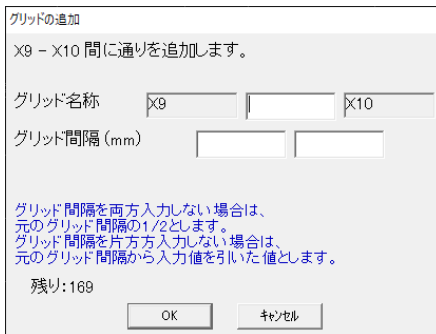 グリッドの追加
X9 - X10 間に通りを追加します。
グリッド名称 X9 X10
グリッド間隔(mm)
グリッド間隔を両方入力しない場合は、
元のグリッド間隔の1/2とします。
グリッド間隔を片方方入力しない場合は、
元のグリッド間隔から入力値を引いた値とします。
残り:169
OK キャンセル